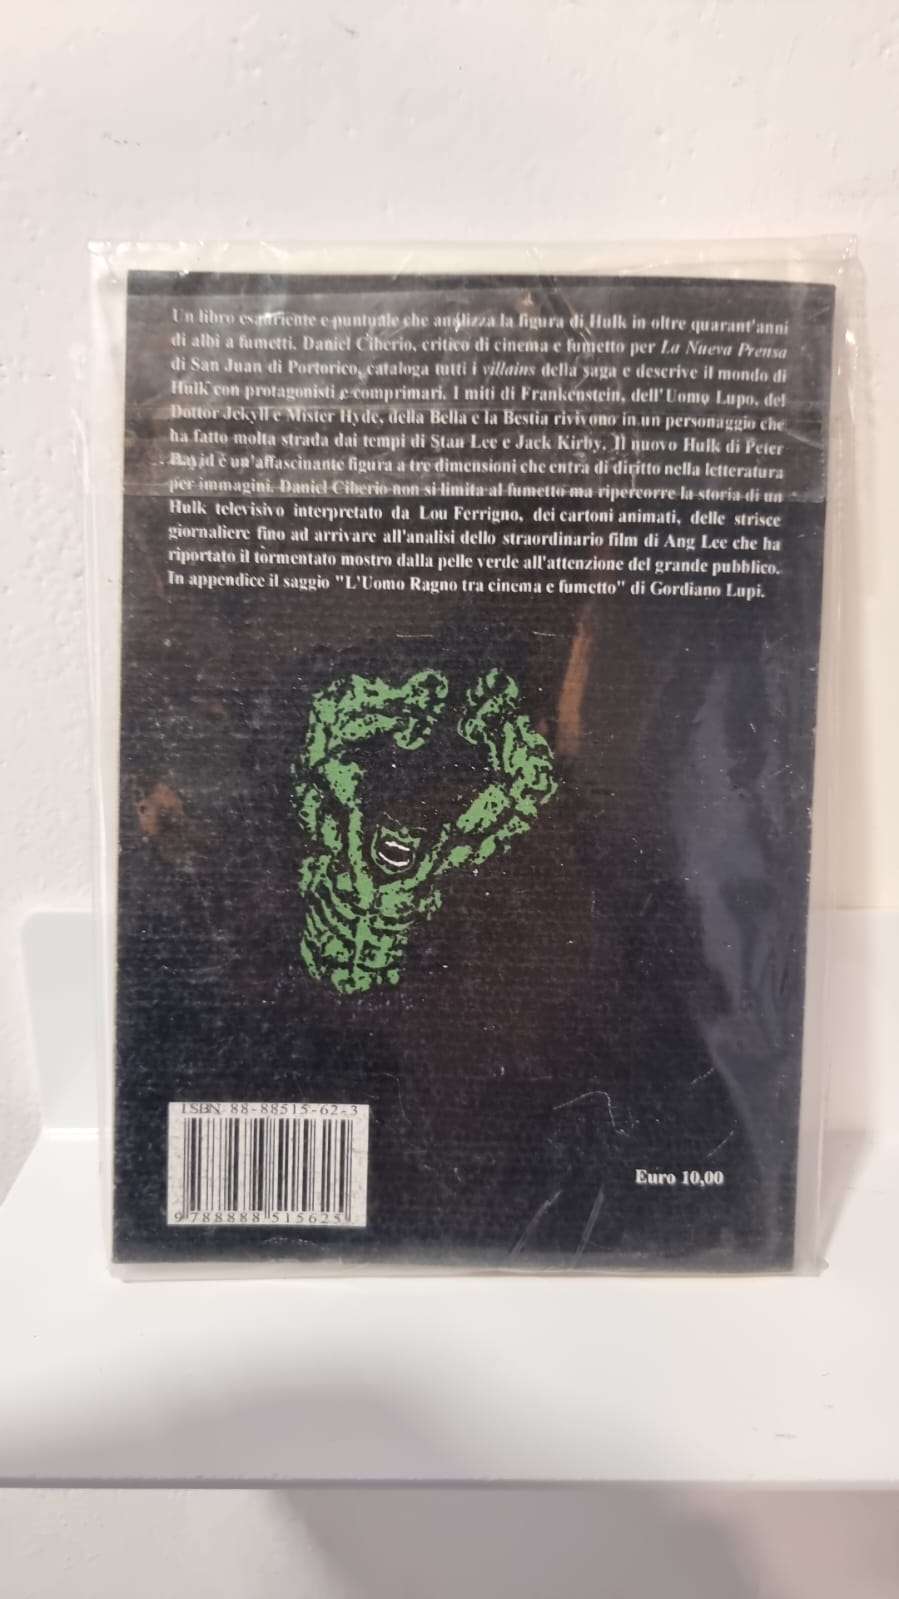 Un libro esauriente e puntuale che analizza la figura di Hulk in oltre quarant'anni
di albi a fumetti. Daniel Ciberio, critico di cinema e fumetto per La Nueva Prensa
di San Juan di Portorico, cataloga tutti i villains della saga e descrive il mondo di
Hulk con protagonisti e comprimari. I miti di Frankenstein, dell'Uomo Lupo, del
Dottor Jekyll e Mister Hyde, della Bella e la Bestia rivivono in un personaggio che
ha fatto molta strada dai tempi di Stan Lee e Jack Kirby. Il nuovo Hulk di Peter
David è un'affascinante figura a tre dimensioni che entra di diritto nella letteratura
per immagini. Daniel Ciberio non si limita al fumetto ma ripercorre la storia di un
Hulk televisivo interpretato da Lou Ferrigno, dei cartoni animati, delle strisce
giornaliere fino ad arrivare all'analisi dello straordinario film di Ang Lee che ha
riportato il tormentato mostro dalla pelle verde all'attenzione del grande pubblico.
In appendice il saggio "L'Uomo Ragno tra cinema e fumetto" di Gordiano Lupi.
ISBN 88-88515-62-3
9 788888 515625
Euro 10,00